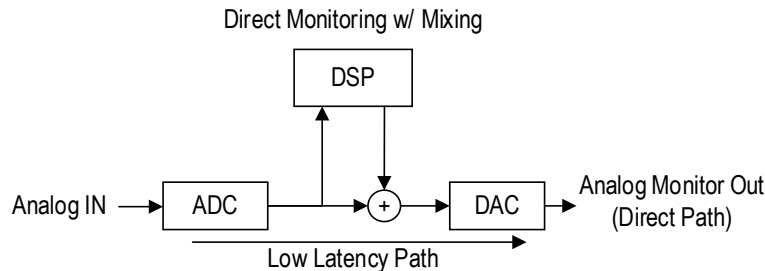 Direct Monitoring w/ Mixing
DSP
Analog IN
ADC
+
DAC
Analog Monitor Out
(Direct Path)
Low Latency Path